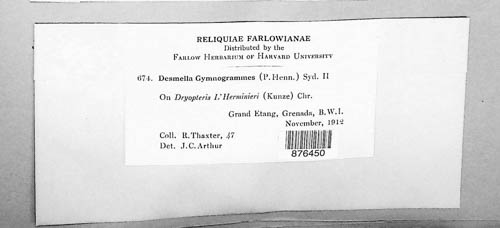 RELIQUIAE FARLOWIANAE
Distributed by the
FARLOW HERBARIUM OF HARVARD UNIVERSITY
674. Desmella Gymnogrammes (P. Henn.) Syd. II
On Dryopteris L'Herminieri (Kunze) Chr.
Grand Etang, Grenada, B.W.I.
November, 1912
Coll. R. Thaxter, 47
Det. J. C. Arthur
876450